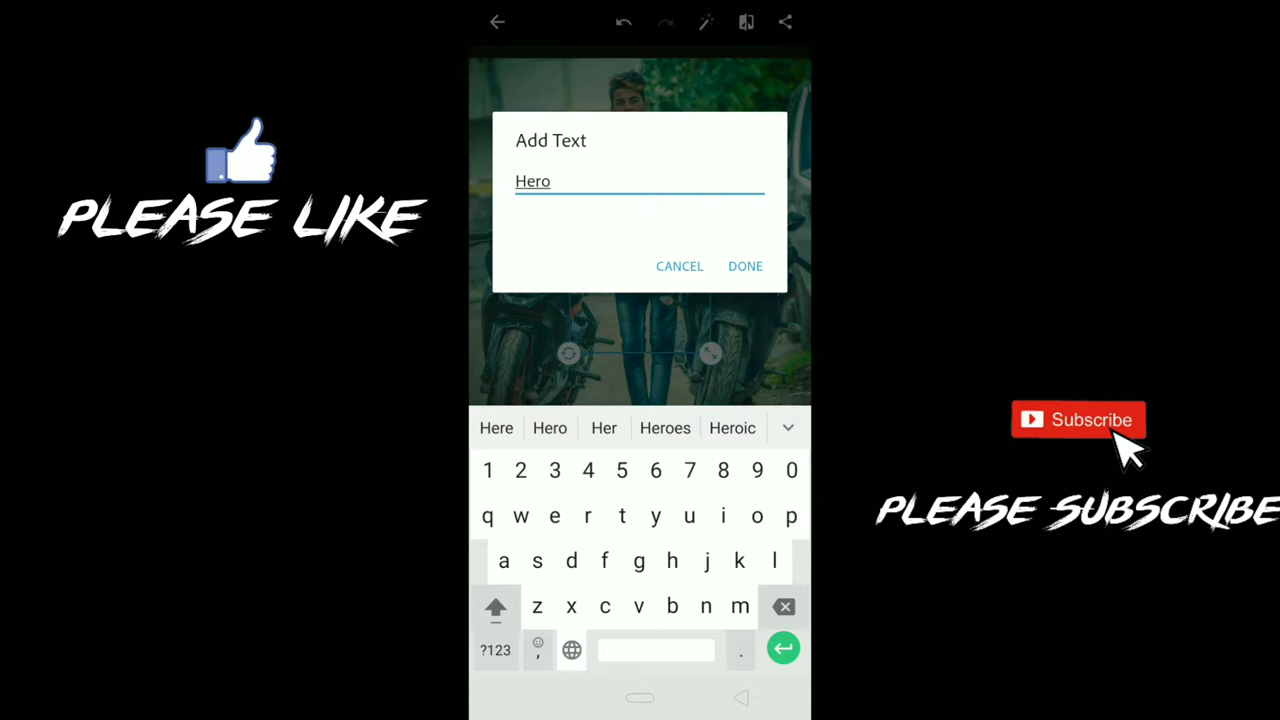 Add Text
Hero
CANCEL DONE
PLEASE LIKE
Subscribe
PLEASE SUBSCRIBE
Here Hero Her Heroes Heroic
1 2 3 4 5 6 7 8 9 0
q w e r t y u i o p
a s d f g h j k l
z x c v b n m
?123 , .